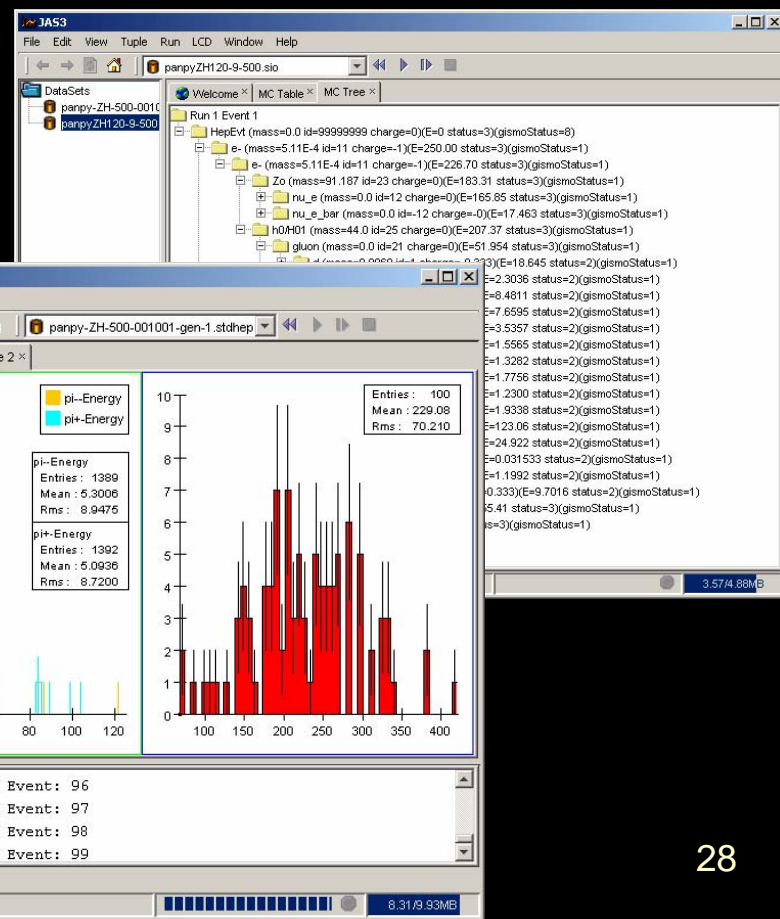 JAS3
File Edit View Tuple Run LCD Window Help
panpyZH120-9-500.sio
DataSets
panpy-ZH-500-0010
panpyZH120-9-500
Welcome × MC Table × MC Tree ×
Run 1 Event 1
HepEvt (mass=0.0 id=99999999 charge=0)(E=0 status=3)(gismoStatus=8)
e- (mass=5.11E-4 id=11 charge=-1)(E=250.00 status=3)(gismoStatus=1)
e- (mass=5.11E-4 id=11 charge=-1)(E=226.70 status=3)(gismoStatus=1)
Zo (mass=91.187 id=23 charge=0)(E=183.31 status=3)(gismoStatus=1)
nu_e (mass=0.0 id=12 charge=0)(E=165.85 status=3)(gismoStatus=1)
nu_e_bar (mass=0.0 id=-12 charge=-0)(E=17.463 status=3)(gismoStatus=1)
h0/H01 (mass=44.0 id=25 charge=0)(E=207.37 status=3)(gismoStatus=1)
gluon (mass=0.0 id=21 charge=0)(E=51.954 status=3)(gismoStatus=1)
(E=18.645 status=2)(gismoStatus=1)
E=2.3036 status=2)(gismoStatus=1)
E=8.4811 status=2)(gismoStatus=1)
E=7.6595 status=2)(gismoStatus=1)
E=3.5357 status=2)(gismoStatus=1)
E=1.5565 status=2)(gismoStatus=1)
E=1.3282 status=2)(gismoStatus=1)
E=1.7756 status=2)(gismoStatus=1)
E=1.2300 status=2)(gismoStatus=1)
E=1.9338 status=2)(gismoStatus=1)
E=123.06 status=2)(gismoStatus=1)
E=24.922 status=2)(gismoStatus=1)
E=0.031533 status=2)(gismoStatus=1)
E=1.1992 status=2)(gismoStatus=1)
0.333)(E=9.7016 status=2)(gismoStatus=1)
5.41 status=3)(gismoStatus=1)
s=3)(gismoStatus=1)
3.57/4.88MB
panpy-ZH-500-001001-gen-1.stdhep
e 2 ×
pi--Energy
pi+-Energy
pi--Energy
Entries : 1389
Mean : 5.3006
Rms : 8.9475
pi+-Energy
Entries : 1392
Mean : 5.0936
Rms : 8.7200
80 100 120
Entries : 100
Mean : 229.08
Rms : 70.210
10
9
8
7
6
5
4
3
2
1
0
100 150 200 250 300 350 400
Event: 96
Event: 97
Event: 98
Event: 99
8.31/9.93MB
28